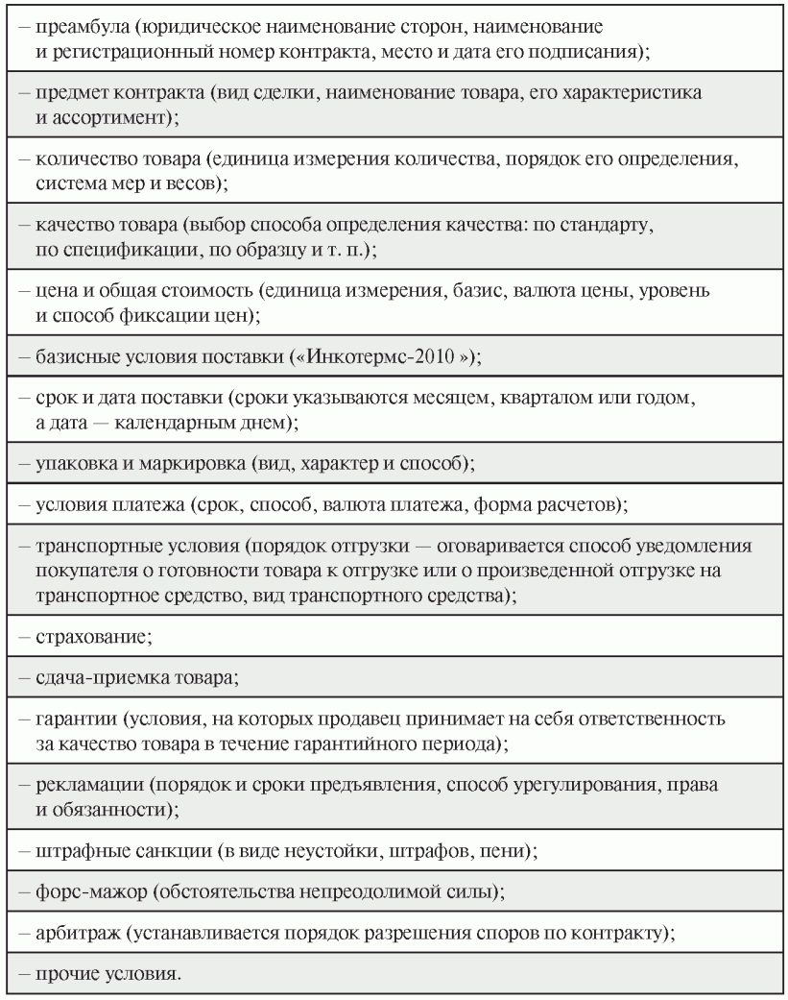 – преамбула (юридическое наименование сторон, наименование
и регистрационный номер контракта, место и дата его подписания);
– предмет контракта (вид сделки, наименование товара, его характеристика
и ассортимент);
– количество товара (единица измерения количества, порядок его определения,
система мер и весов);
– качество товара (выбор способа определения качества: по стандарту,
по спецификации, по образцу и т. п.);
– цена и общая стоимость (единица измерения, базис, валюта цены, уровень
и способ фиксации цен);
– базисные условия поставки («Инкотермс-2010 »);
– срок и дата поставки (сроки указываются месяцем, кварталом или годом,
а дата — календарным днем);
– упаковка и маркировка (вид, характер и способ);
– условия платежа (срок, способ, валюта платежа, форма расчетов);
– транспортные условия (порядок отгрузки — оговаривается способ уведомления
покупателя о готовности товара к отгрузке или о произведенной отгрузке на
транспортное средство, вид транспортного средства);
– страхование;
– сдача-приемка товара;
– гарантии (условия, на которых продавец принимает на себя ответственность
за качество товара в течение гарантийного периода);
– рекламации (порядок и сроки предъявления, способ урегулирования, права
и обязанности);
– штрафные санкции (в виде неустойки, штрафов, пени);
– форс-мажор (обстоятельства непреодолимой силы);
– арбитраж (устанавливается порядок разрешения споров по контракту);
– прочие условия.